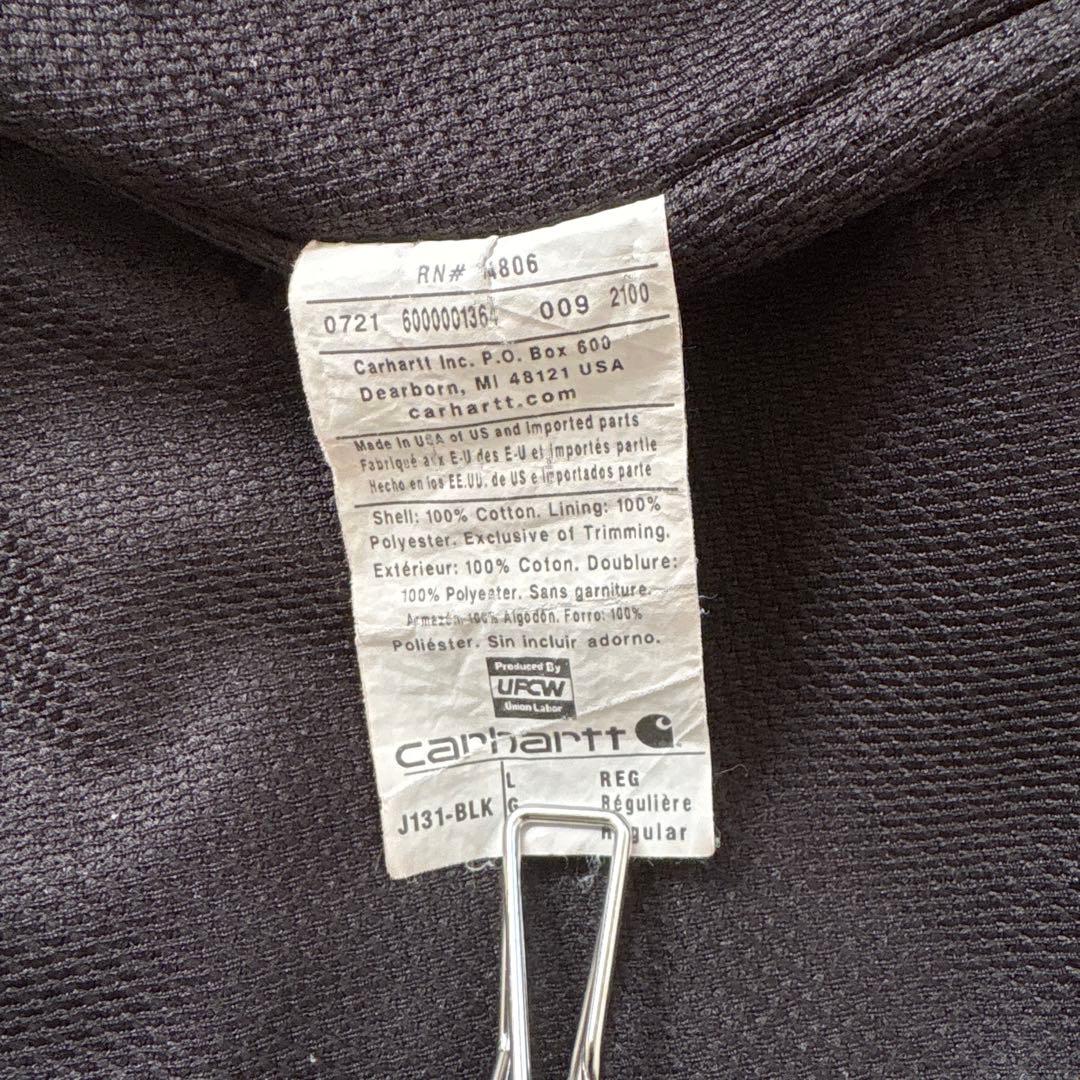 RN# 4806
0721 6000001364 009 2100
Carhartt Inc. P.O. Box 600
Dearborn, MI 48121 USA
carhartt.com
Made in USA of US and Imported parts
Fabriqué aux E-U des E-U et importés partie
Hecho en los EE.UU. de US e importados parte
Shell: 100% Cotton. Lining: 100%
Polyester. Exclusive of Trimming.
Extérieur: 100% Coton. Doublure:
100% Polyester. Sans garniture.
Armazón 100% Algodón. Forro: 100%
Poliéster. Sin incluir adorno.
Produced By
UFCW
Union Labor
carhartt
L REG
J131-BLK G Régulière
Regular